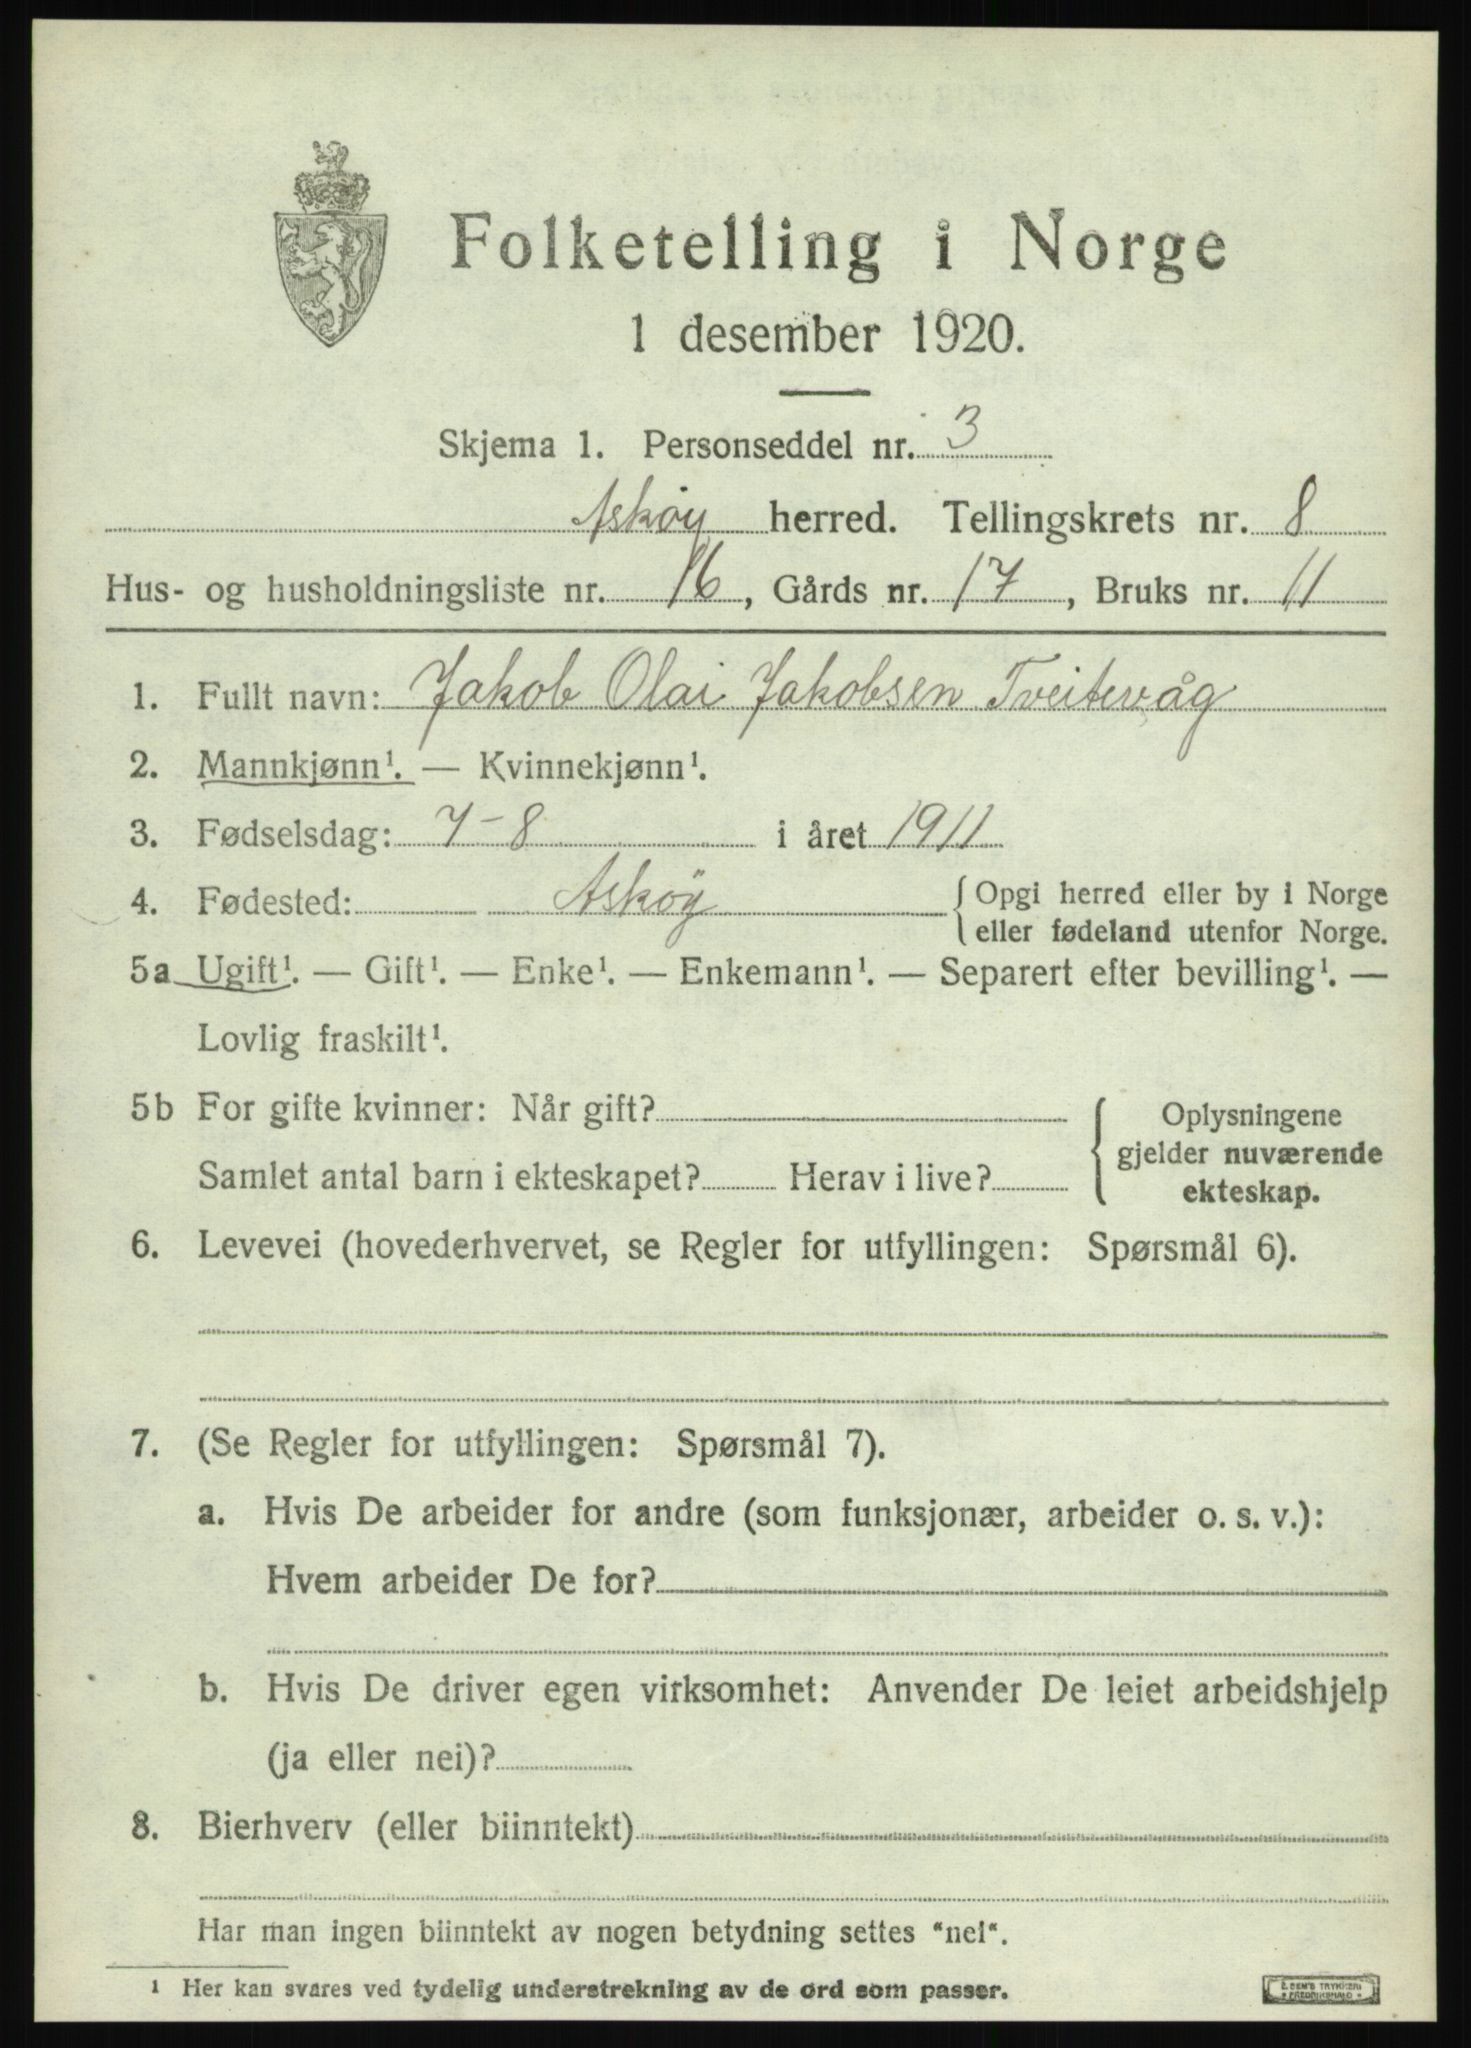 Folketelling i Norge
1 desember 1920.
Skjema 1. Personseddel nr. 3
Askøy herred. Tellingskrets nr. 8
Hus- og husholdningsliste nr. 16, Gårds nr. 17, Bruks nr. 11
1. Fullt navn: Jakob Olai Jakobsen Tveitevåg
2. Mannkjønn¹. — Kvinnekjønn¹.
3. Fødselsdag: 7-8 i året 1911
4. Fødested: Askøy { Opgi herred eller by i Norge
eller fødeland utenfor Norge.
5a Ugift¹. — Gift¹. — Enke¹. — Enkemann¹. — Separert efter bevilling¹. —
Lovlig fraskilt¹.
5b For gifte kvinner: Når gift?
Samlet antal barn i ekteskapet? Herav i live?
{ Oplysningene
gjelder nuværende
ekteskap.
6. Levevei (hovederhvervet, se Regler for utfyllingen: Spørsmål 6).
7. (Se Regler for utfyllingen: Spørsmål 7).
a. Hvis De arbeider for andre (som funksjonær, arbeider o. s. v.):
Hvem arbeider De for?
b. Hvis De driver egen virksomhet: Anvender De leiet arbeidshjelp
(ja eller nei)?
8. Bierhverv (eller biinntekt)
Har man ingen biinntekt av nogen betydning settes "nei".
¹ Her kan svares ved tydelig understrekning av de ord som passer.